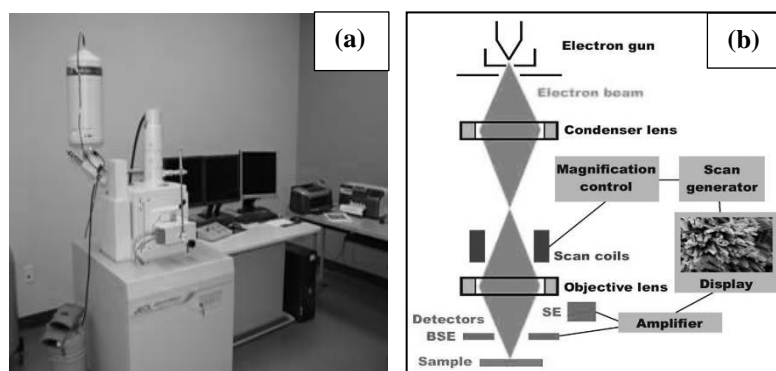 (a)
(b)
Electron gun
Electron beam
Condenser lens
Magnification
control
Scan
generator
Scan coils
Objective lens
Display
Detectors
SE
BSE
Amplifier
Sample